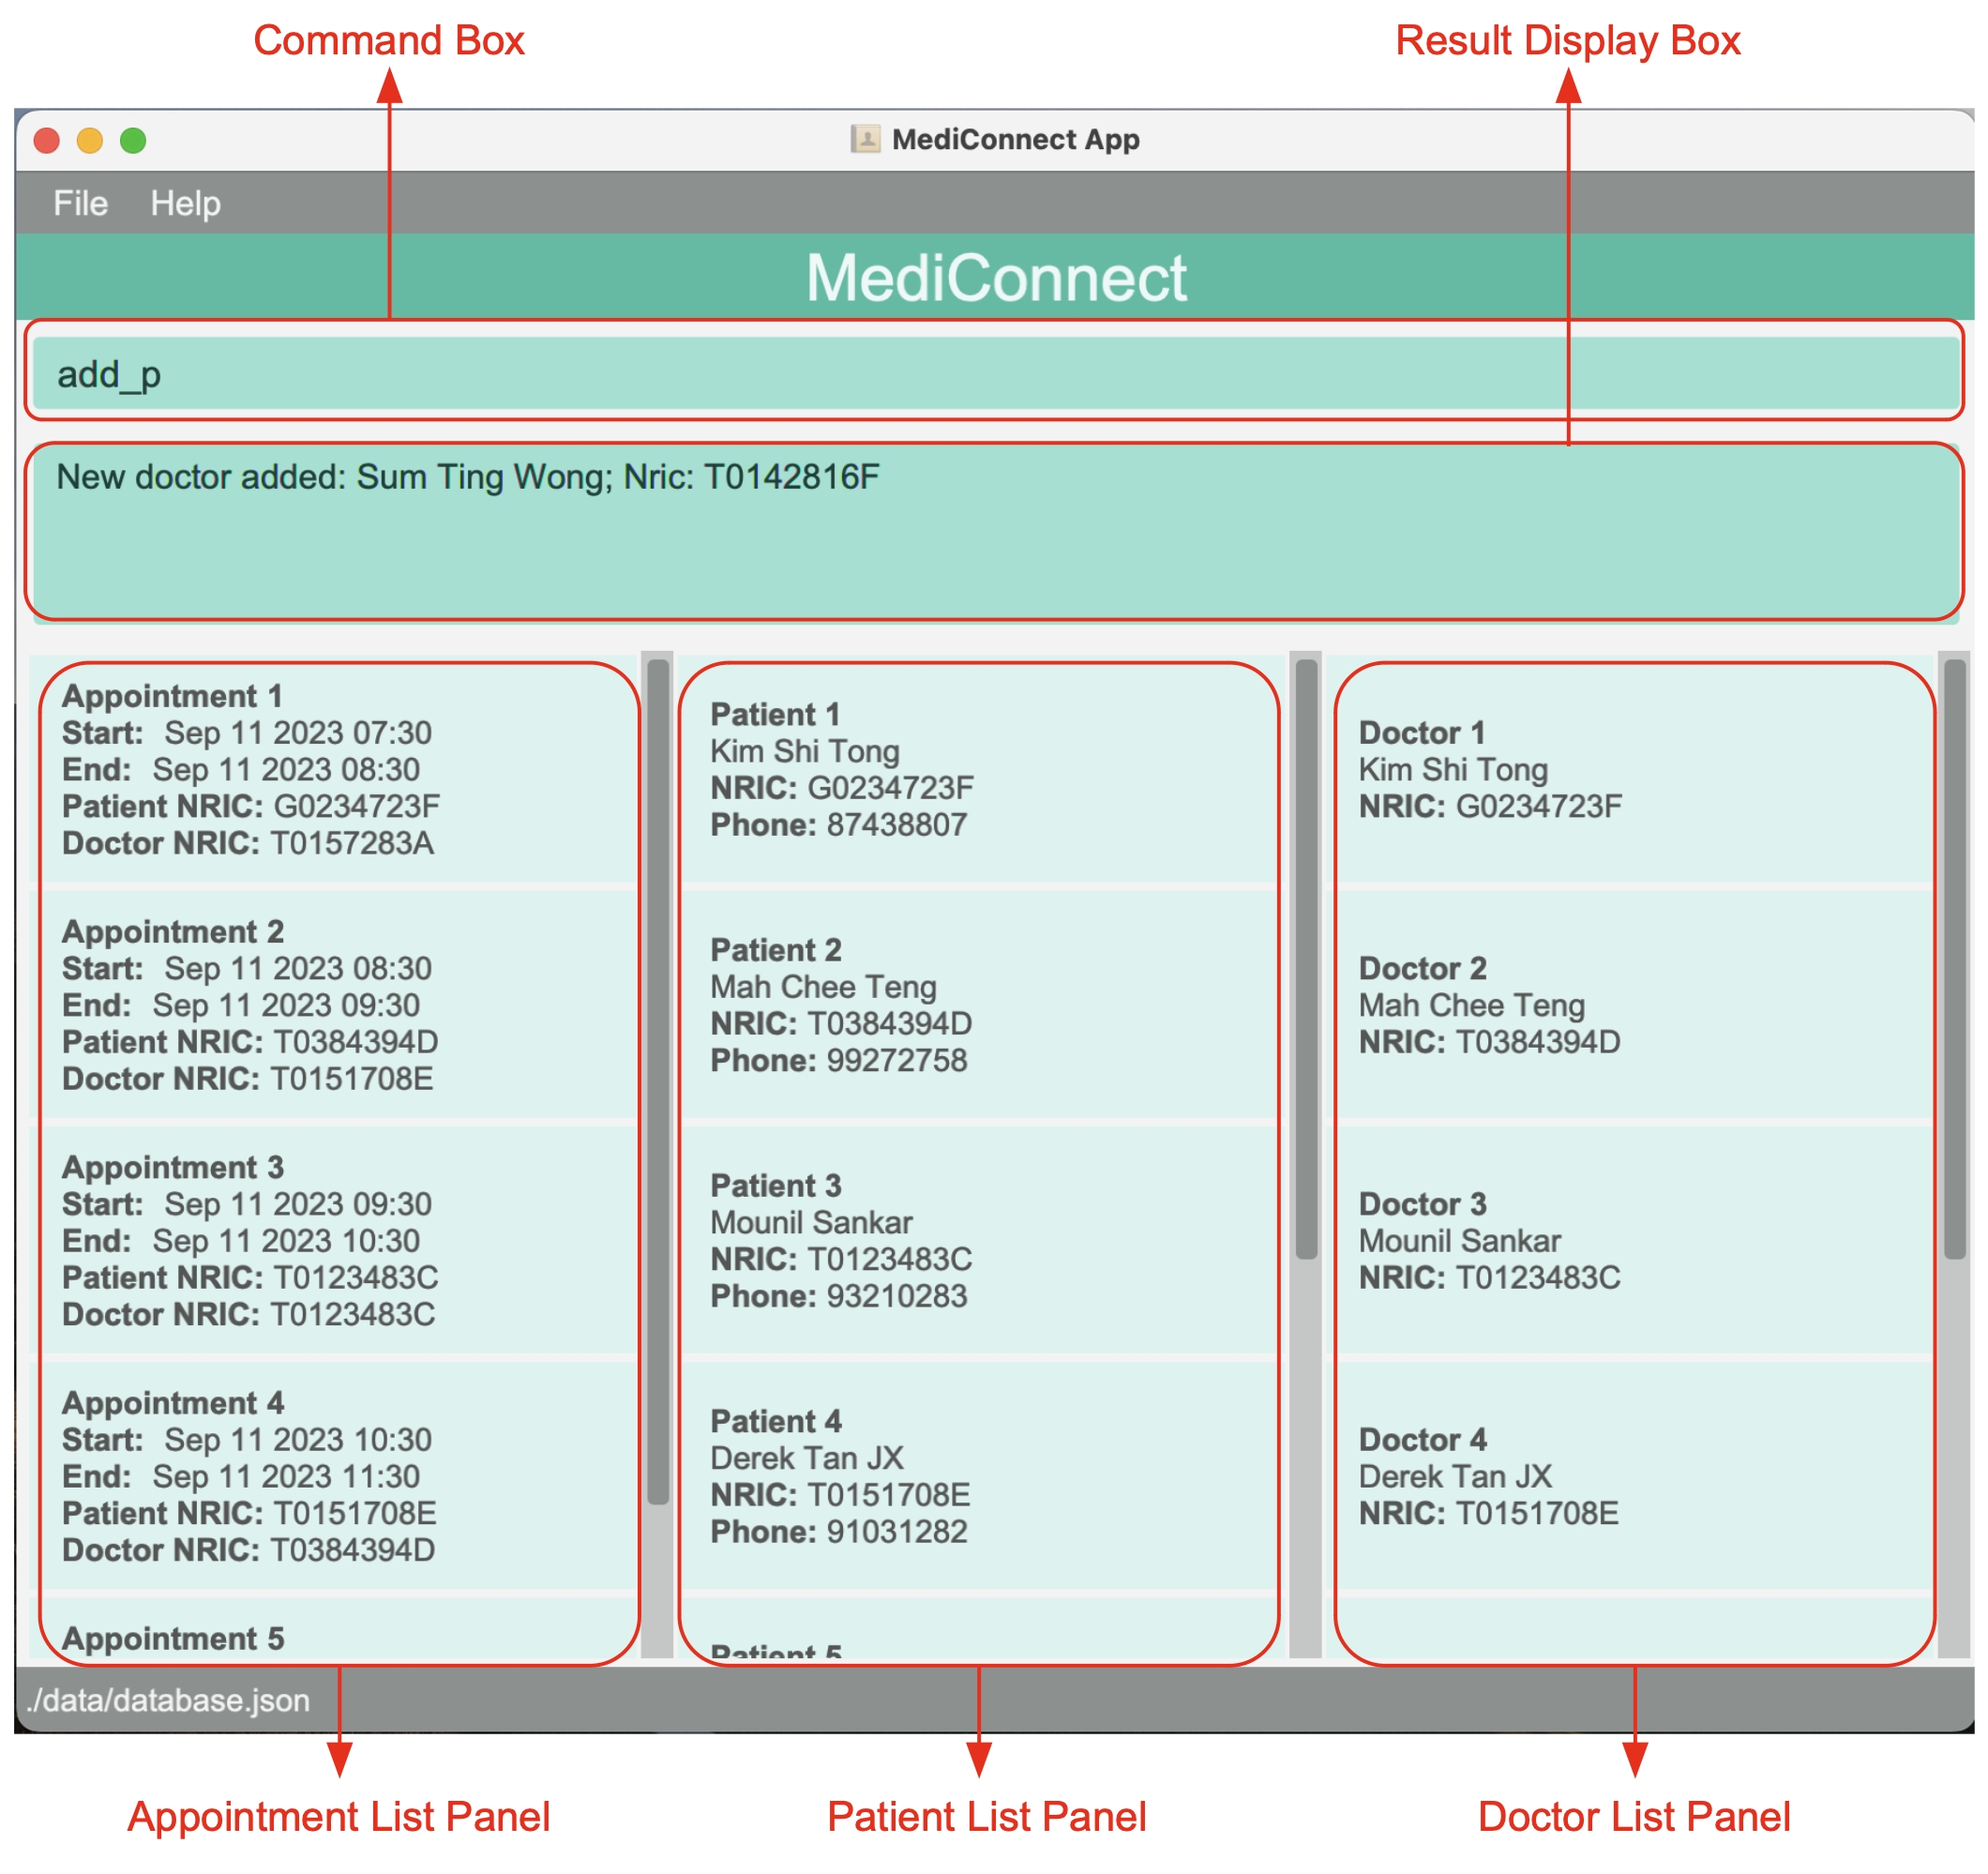 Command Box
Result Display Box
MediConnect App
File Help
MediConnect
add_p
New doctor added: Sum Ting Wong; Nric: T0142816F
Appointment 1
Start: Sep 11 2023 07:30
End: Sep 11 2023 08:30
Patient NRIC: G0234723F
Doctor NRIC: T0157283A
Appointment 2
Start: Sep 11 2023 08:30
End: Sep 11 2023 09:30
Patient NRIC: T0384394D
Doctor NRIC: T0151708E
Appointment 3
Start: Sep 11 2023 09:30
End: Sep 11 2023 10:30
Patient NRIC: T0123483C
Doctor NRIC: T0123483C
Appointment 4
Start: Sep 11 2023 10:30
End: Sep 11 2023 11:30
Patient NRIC: T0151708E
Doctor NRIC: T0384394D
Appointment 5
Patient 1
Kim Shi Tong
NRIC: G0234723F
Phone: 87438807
Patient 2
Mah Chee Teng
NRIC: T0384394D
Phone: 99272758
Patient 3
Mounil Sankar
NRIC: T0123483C
Phone: 93210283
Patient 4
Derek Tan JX
NRIC: T0151708E
Phone: 91031282
Patient 5
Doctor 1
Kim Shi Tong
NRIC: G0234723F
Doctor 2
Mah Chee Teng
NRIC: T0384394D
Doctor 3
Mounil Sankar
NRIC: T0123483C
Doctor 4
Derek Tan JX
NRIC: T0151708E
./data/database.json
Appointment List Panel
Patient List Panel
Doctor List Panel